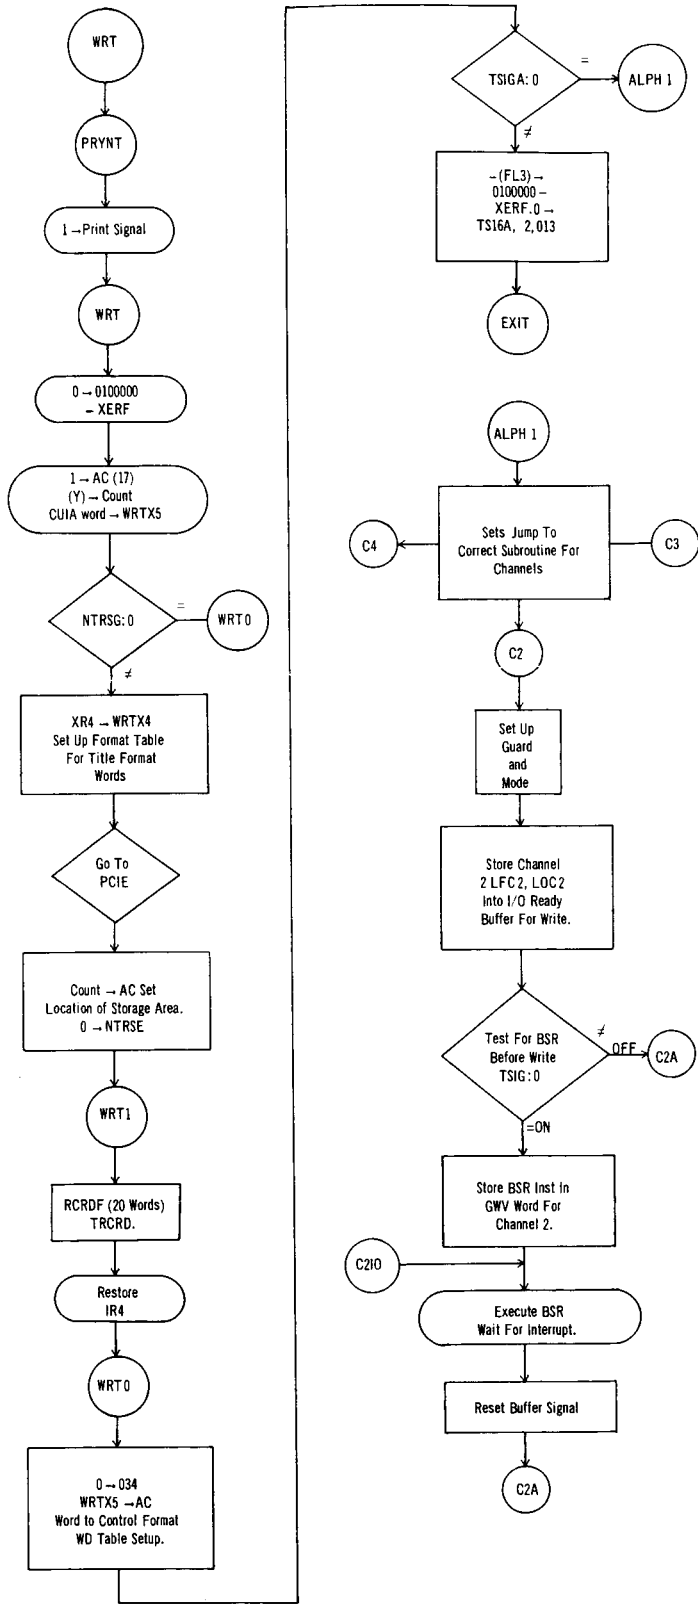 WRT
PRYNT
1→Print Signal
WRT
0→0100000
– XERF
1→AC (17)
(Y)→Count
CUIA word→WRTX5
NTRSG:0
=
WRT0
≠
XR4→WRTX4
Set Up Format Table
For Title Format
Words
Go To
PCIE
Count→AC Set
Location of Storage Area.
0→NTRSE
WRT1
RCRDF (20 Words)
TRCRD.
Restore
IR4
WRT0
0→034
WRTX5→AC
Word to Control Format
WD Table Setup.
TSIGA:0
=
ALPH 1
≠
–(FL3)→
0100000–
XERF.0→
TS16A, 2,013
EXIT
ALPH 1
C4
Sets Jump To
Correct Subroutine For
Channels
C3
C2
Set Up
Guard
and
Mode
Store Channel
2 LFC2, LOC2
Into I/O Ready
Buffer For Write.
Test For BSR
Before Write
TSIG:0
≠
OFF
C2A
=ON
Store BSR Inst in
GWV Word For
Channel 2.
C2IO
Execute BSR
Wait For Interrupt.
Reset Buffer Signal
C2A